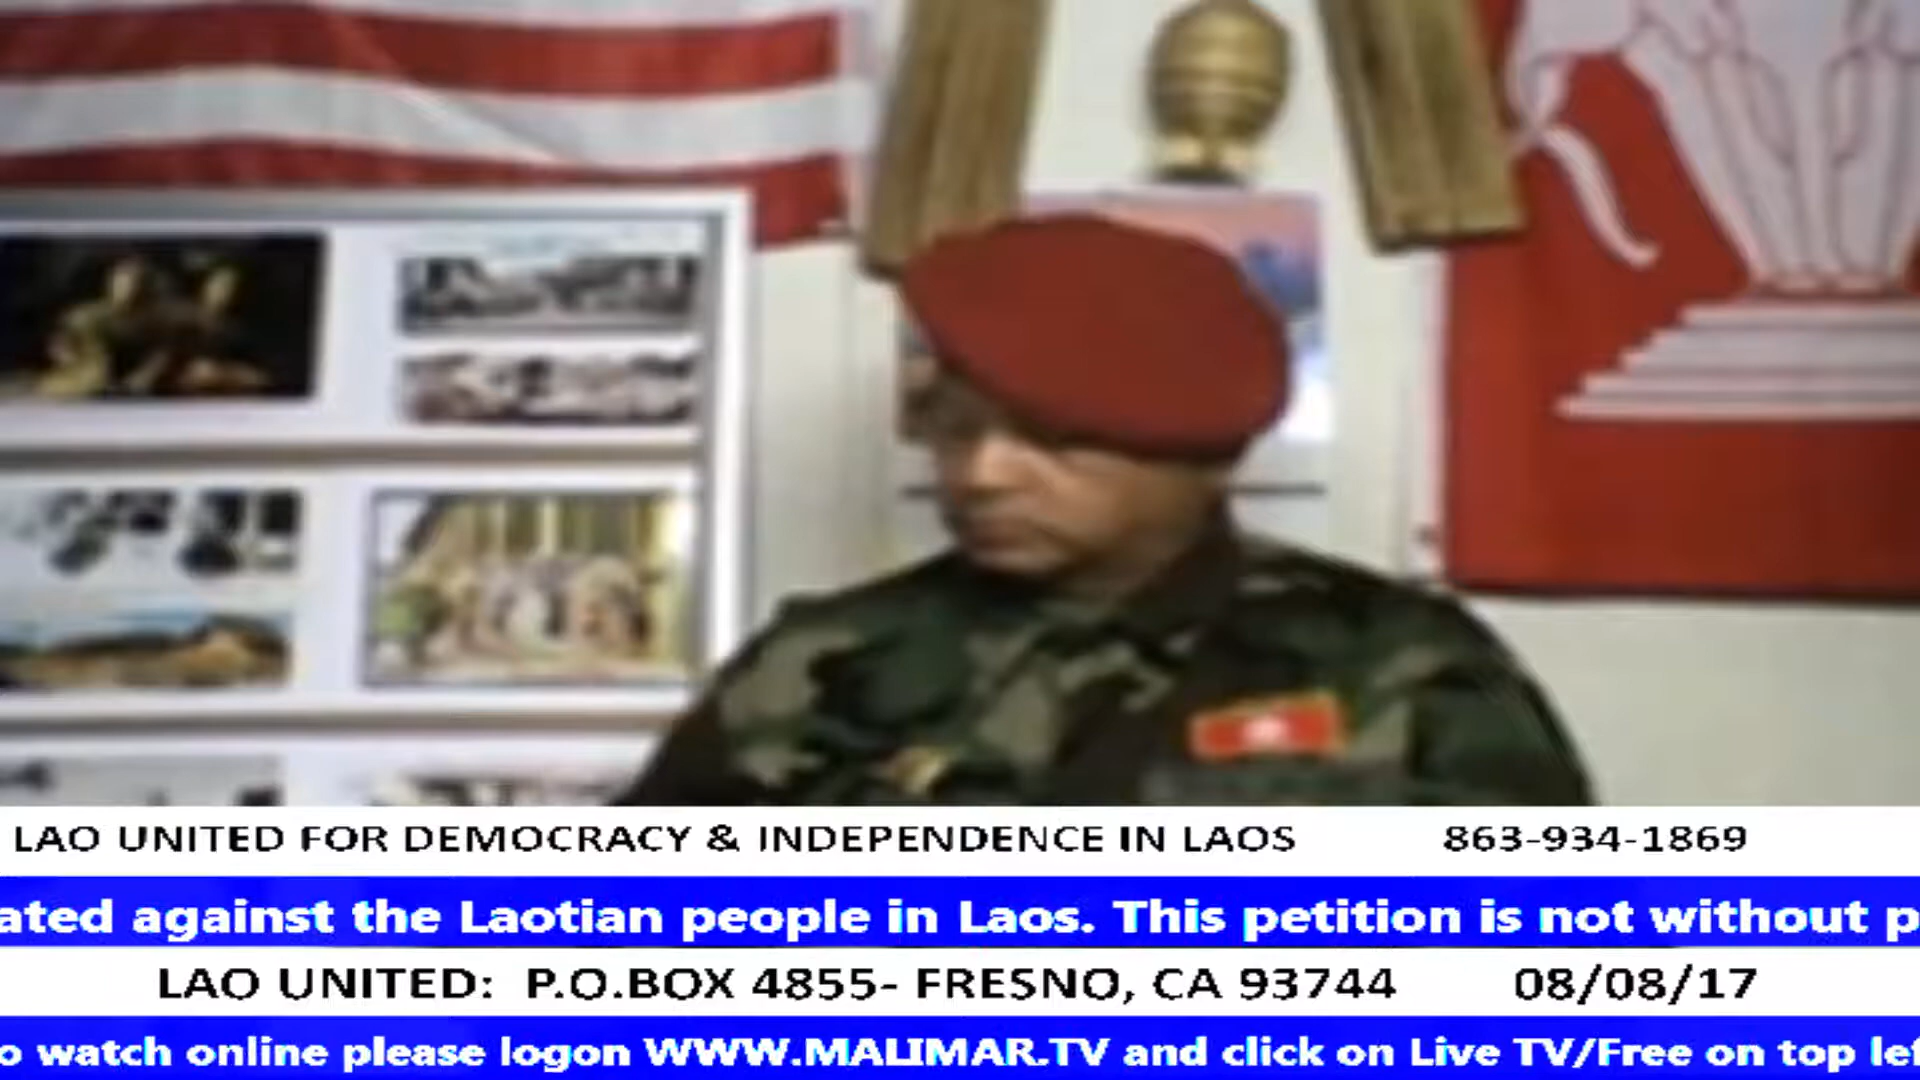 LAO UNITED FOR DEMOCRACY & INDEPENDENCE IN LAOS 863-934-1869
ated against the Laotian people in Laos. This petition is not without p
LAO UNITED: P.O.BOX 4855- FRESNO, CA 93744 08/08/17
o watch online please logon WWW.MALIMAR.TV and click on Live TV/Free on top lef